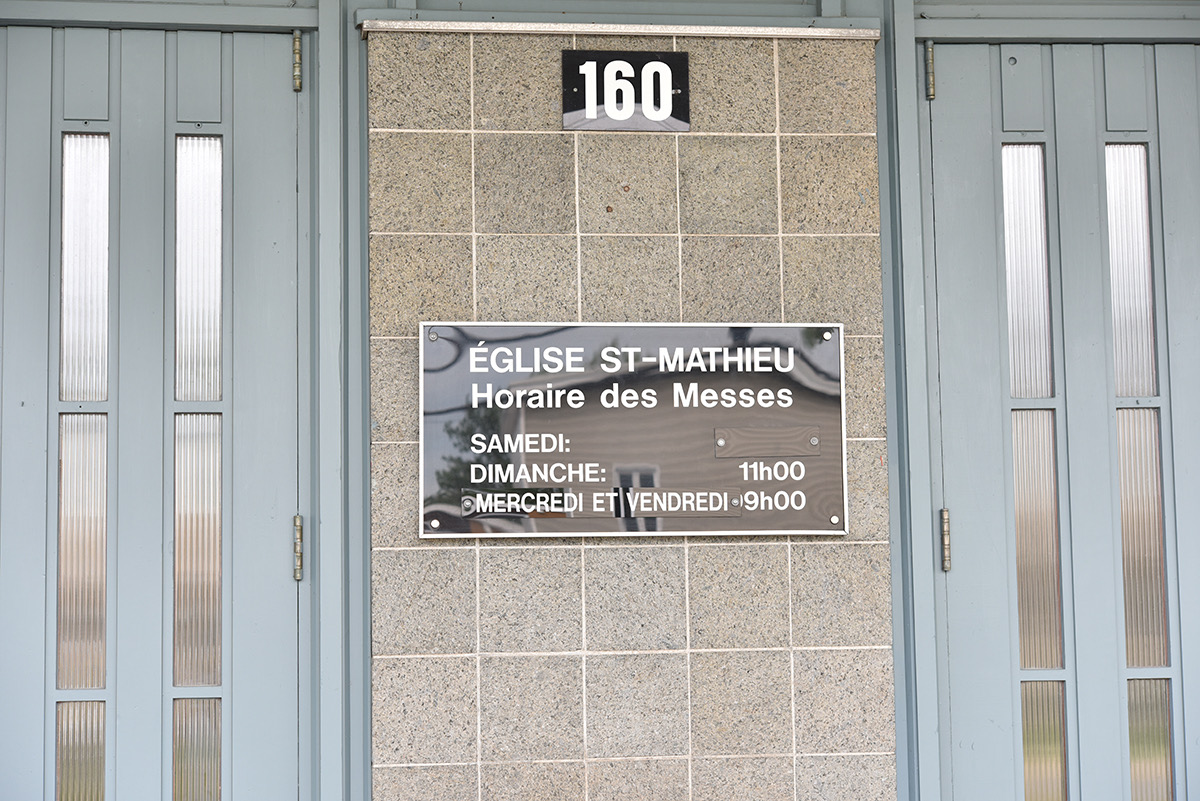 160
ÉGLISE ST-MATHIEU
Horaire des Messes
SAMEDI:
DIMANCHE: 11h00
MERCREDI ET VENDREDI 9h00